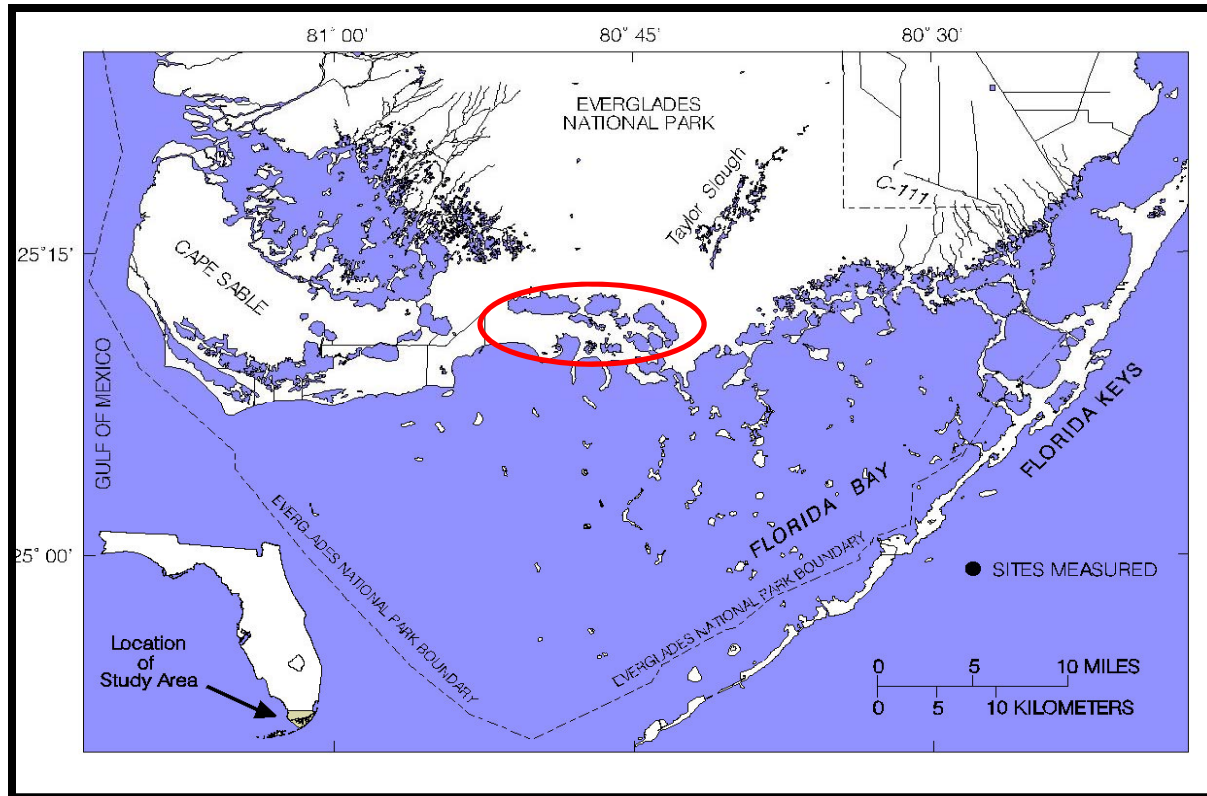 81° 00'
80° 45'
80° 30'
EVERGLADES
NATIONAL PARK
Taylor Slough
C-111
25° 15'
CAPE SABLE
GULF OF MEXICO
FLORIDA KEYS
FLORIDA BAY
EVERGLADES NATIONAL PARK BOUNDARY
EVERGLADES NATIONAL PARK BOUNDARY
25° 00'
SITES MEASURED
Location
of
Study Area
0 5 10 MILES
0 5 10 KILOMETERS